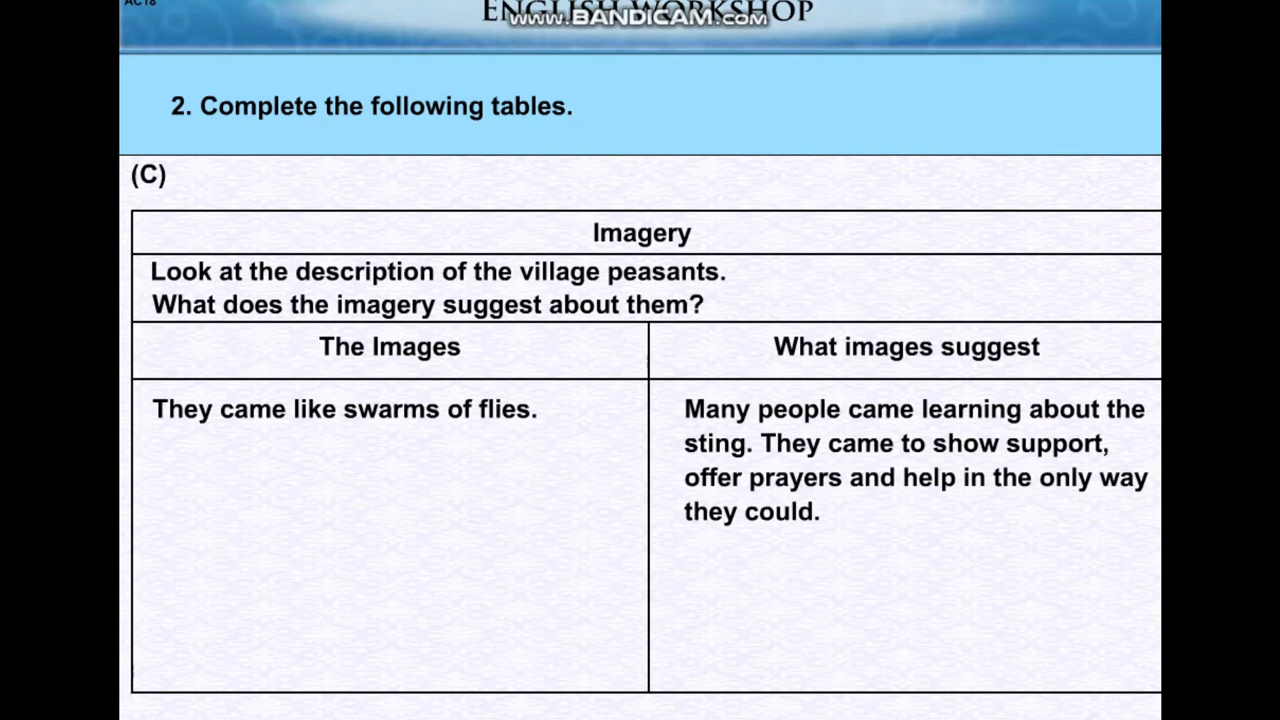 AC18
ENGLISH WORKSHOP
www.BANDICAM.com
2. Complete the following tables.
(C)
Imagery
Look at the description of the village peasants.
What does the imagery suggest about them?
The Images
What images suggest
They came like swarms of flies.
Many people came learning about the
sting. They came to show support,
offer prayers and help in the only way
they could.